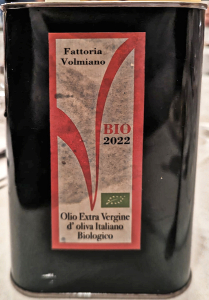 Fattoria
Volmiano
BIO
2022
Olio Extra Vergine
d' oliva Italiano
Biologico